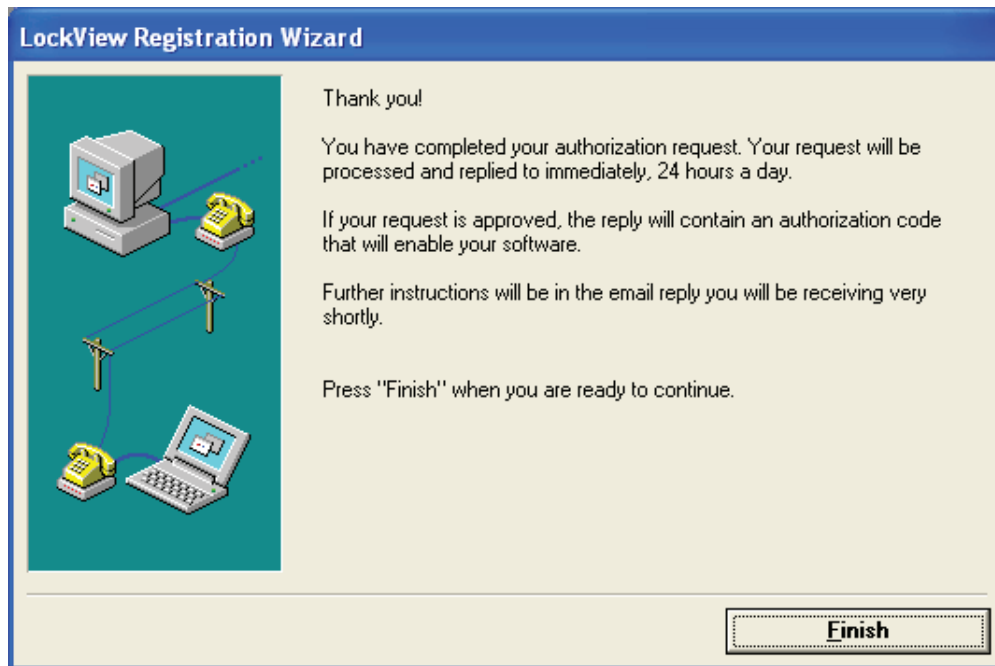 LockView Registration Wizard
Thank you!
You have completed your authorization request. Your request will be
processed and replied to immediately, 24 hours a day.
If your request is approved, the reply will contain an authorization code
that will enable your software.
Further instructions will be in the email reply you will be receiving very
shortly.
Press "Finish" when you are ready to continue.
Finish